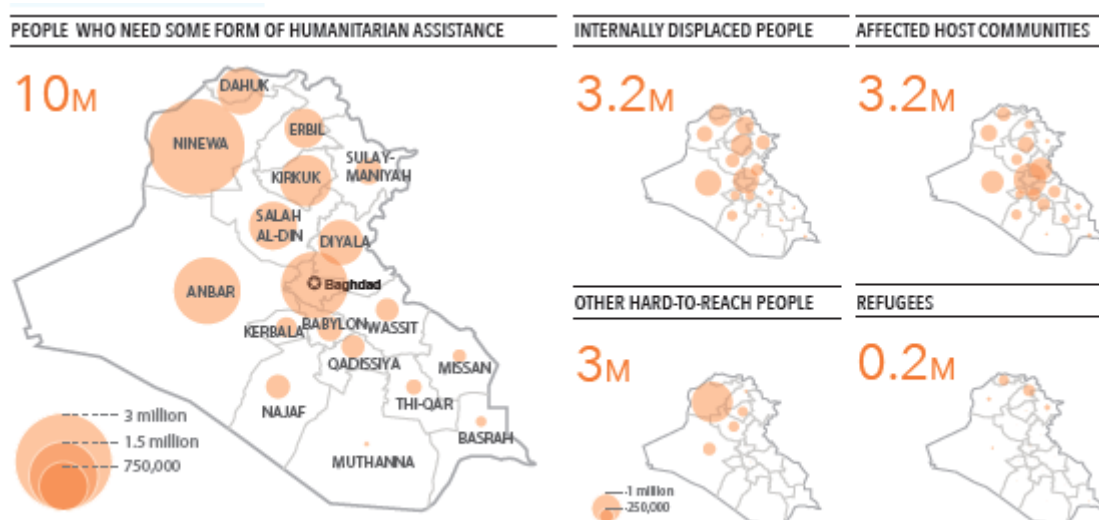 PEOPLE WHO NEED SOME FORM OF HUMANITARIAN ASSISTANCE
10M
DAHUK
NINEWA
ERBIL
SULAY-
MANIYAH
KIRKUK
SALAH
AL-DIN
DIYALA
Baghdad
ANBAR
KERBALA
BABYLON
WASSIT
QADISSIYA
MISSAN
NAJAF
THI-QAR
BASRAH
MUTHANNA
3 million
1.5 million
750,000
INTERNALLY DISPLACED PEOPLE
3.2M
AFFECTED HOST COMMUNITIES
3.2M
OTHER HARD-TO-REACH PEOPLE
3M
1 million
250,000
REFUGEES
0.2M